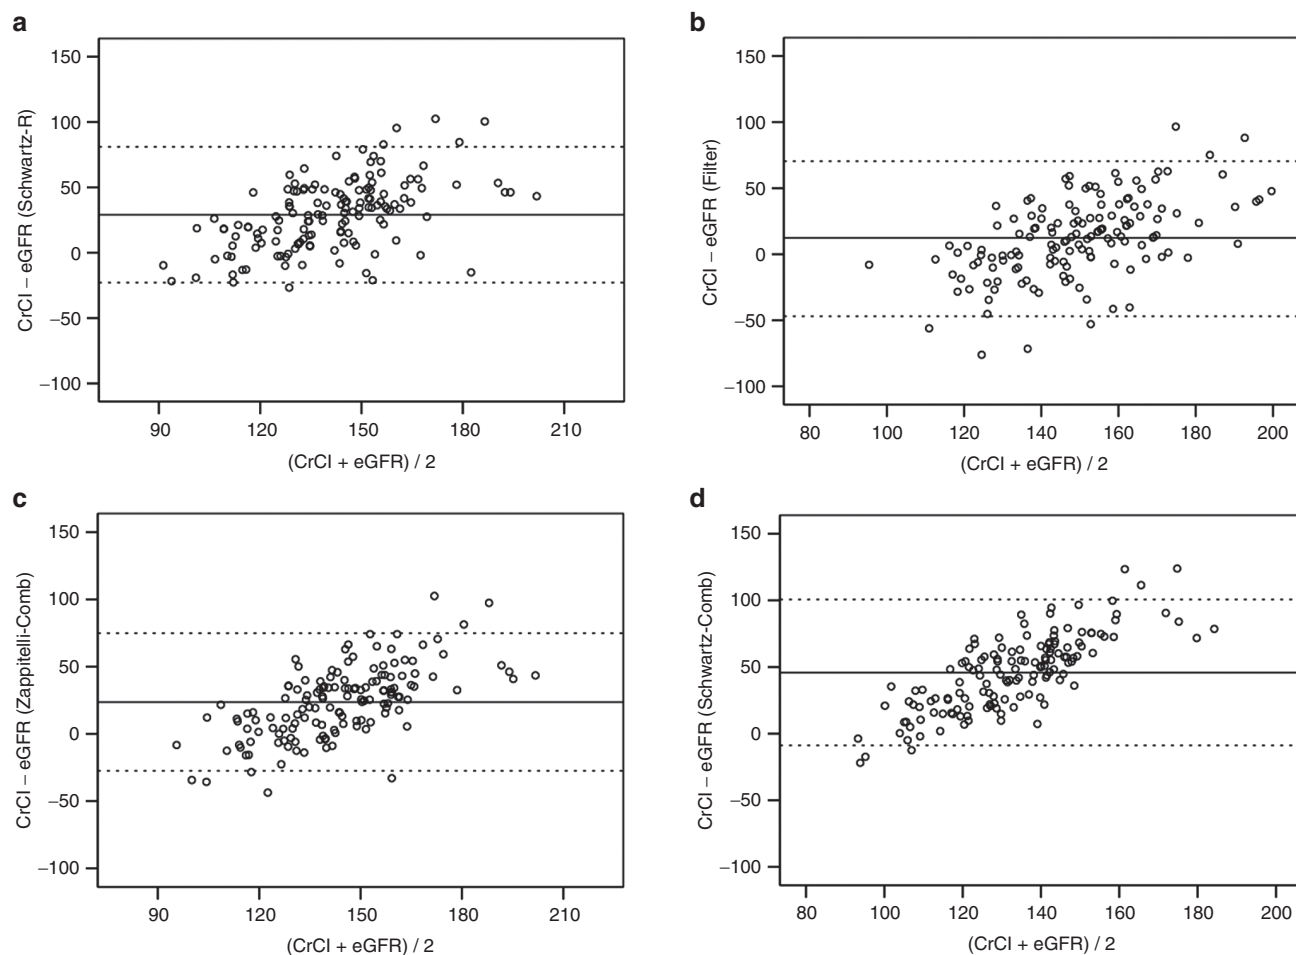 a
CrCl – eGFR (Schwartz-R)
150
100
50
0
–50
–100
90 120 150 180 210
(CrCl + eGFR) / 2
b
CrCl – eGFR (Filter)
150
100
50
0
–50
–100
80 100 120 140 160 180 200
(CrCl + eGFR) / 2
c
CrCl – eGFR (Zappitelli-Comb)
150
100
50
0
–50
–100
90 120 150 180 210
(CrCl + eGFR) / 2
d
CrCl – eGFR (Schwartz-Comb)
150
100
50
0
–50
–100
80 100 120 140 160 180 200
(CrCl + eGFR) / 2